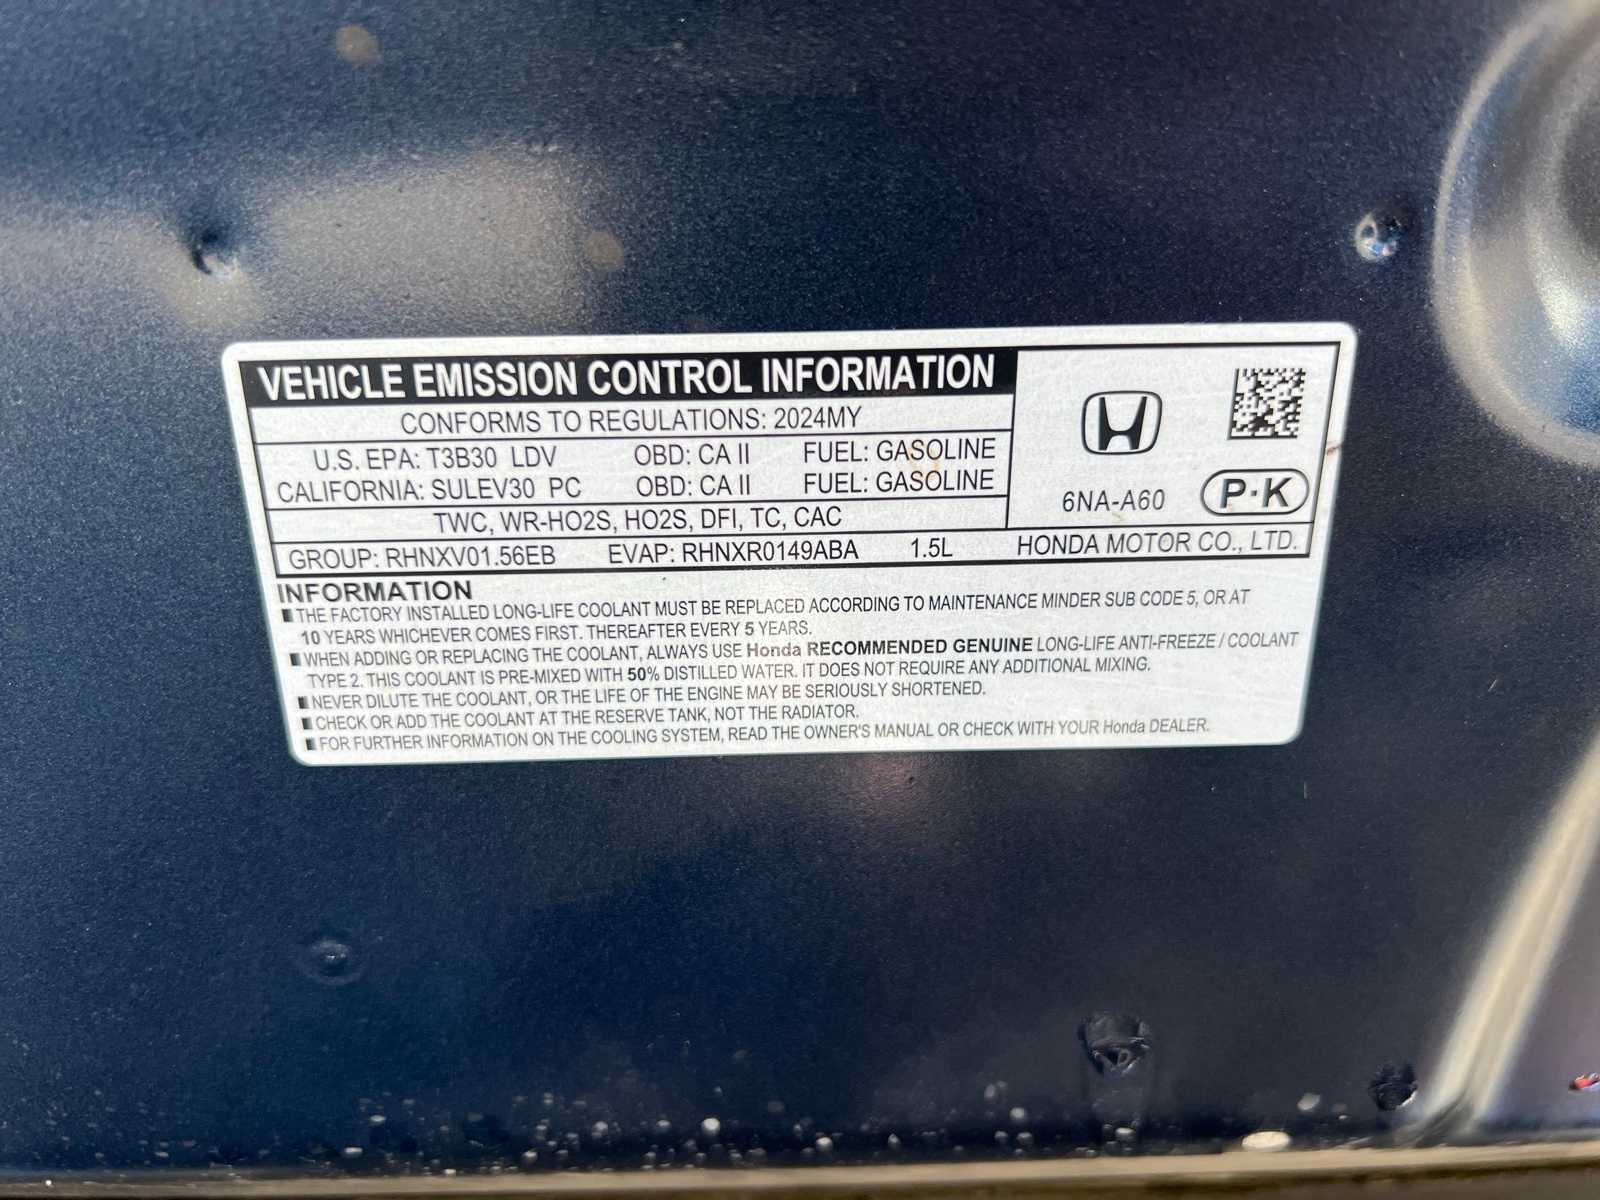 VEHICLE EMISSION CONTROL INFORMATION
CONFORMS TO REGULATIONS: 2024MY
U.S. EPA: T3B30 LDV OBD: CA II FUEL: GASOLINE
CALIFORNIA: SULEV30 PC OBD: CA II FUEL: GASOLINE
6NA-A60 P·K
TWC, WR-HO2S, HO2S, DFI, TC, CAC
GROUP: RHNXV01.56EB EVAP: RHNXR0149ABA 1.5L HONDA MOTOR CO., LTD.
INFORMATION
▮THE FACTORY INSTALLED LONG-LIFE COOLANT MUST BE REPLACED ACCORDING TO MAINTENANCE MINDER SUB CODE 5, OR AT
10 YEARS WHICHEVER COMES FIRST. THEREAFTER EVERY 5 YEARS.
▮WHEN ADDING OR REPLACING THE COOLANT, ALWAYS USE Honda RECOMMENDED GENUINE LONG-LIFE ANTI-FREEZE / COOLANT
TYPE 2. THIS COOLANT IS PRE-MIXED WITH 50% DISTILLED WATER. IT DOES NOT REQUIRE ANY ADDITIONAL MIXING.
▮NEVER DILUTE THE COOLANT, OR THE LIFE OF THE ENGINE MAY BE SERIOUSLY SHORTENED.
▮CHECK OR ADD THE COOLANT AT THE RESERVE TANK, NOT THE RADIATOR.
▮FOR FURTHER INFORMATION ON THE COOLING SYSTEM, READ THE OWNER'S MANUAL OR CHECK WITH YOUR Honda DEALER.